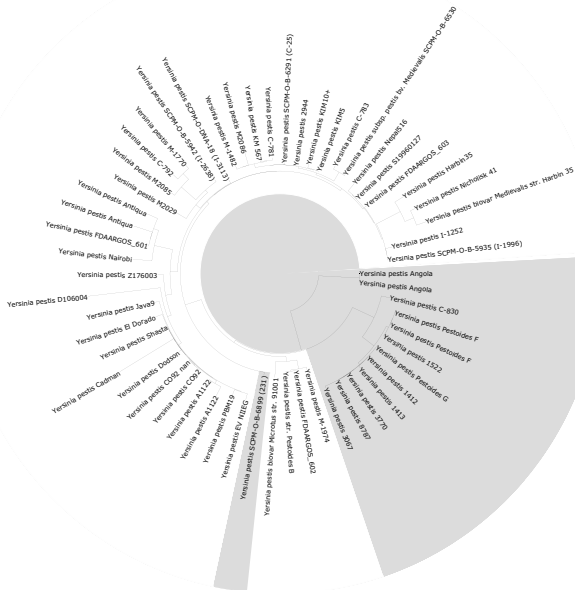 Yersinia pestis SCPM-O-B-6291 (C-25)
Yersinia pestis 2944
Yersinia pestis KIM10+
Yersinia pestis KIM5
Yersinia pestis C-783
Yersinia pestis subsp. pestis bv. Medievalis SCPM-O-B-6530
Yersinia pestis Nepal516
Yersinia pestis S19960127
Yersinia pestis FDAARGOS_603
Yersinia pestis Harbin35
Yersinia pestis Nicholisk 41
Yersinia pestis biovar Medievalis str. Harbin 35
Yersinia pestis I-1252
Yersinia pestis SCPM-O-B-5935 (I-1996)
Yersinia pestis Angola
Yersinia pestis Angola
Yersinia pestis C-830
Yersinia pestis Pestoides F
Yersinia pestis Pestoides F
Yersinia pestis 1522
Yersinia pestis Pestoides G
Yersinia pestis 1412
Yersinia pestis 1413
Yersinia pestis 3770
Yersinia pestis 8787
Yersinia pestis 3067
Yersinia pestis M-1974
Yersinia pestis FDAARGOS_602
Yersinia pestis str. Pestoides B
Yersinia pestis biovar Microtus str. 91001
Yersinia pestis SCPM-O-B-6899 (231)
Yersinia pestis EV NIIEG
Yersinia pestis PBM19
Yersinia pestis A1122
Yersinia pestis A1122
Yersinia pestis CO92
Yersinia pestis CO92_nan
Yersinia pestis Dodson
Yersinia pestis Cadman
Yersinia pestis Shasta
Yersinia pestis El Dorado
Yersinia pestis Java9
Yersinia pestis D106004
Yersinia pestis Z176003
Yersinia pestis Nairobi
Yersinia pestis FDAARGOS_601
Yersinia pestis Antiqua
Yersinia pestis Antiqua
Yersinia pestis M2029
Yersinia pestis M2085
Yersinia pestis C-792
Yersinia pestis M-1770
Yersinia pestis SCPM-O-B-5942 (I-2638)
Yersinia pestis SCPM-O-DNA-18 (I-3113)
Yersinia pestis M-1482
Yersinia pestis M2086
Yersinia pestis KM 567
Yersinia pestis C-781